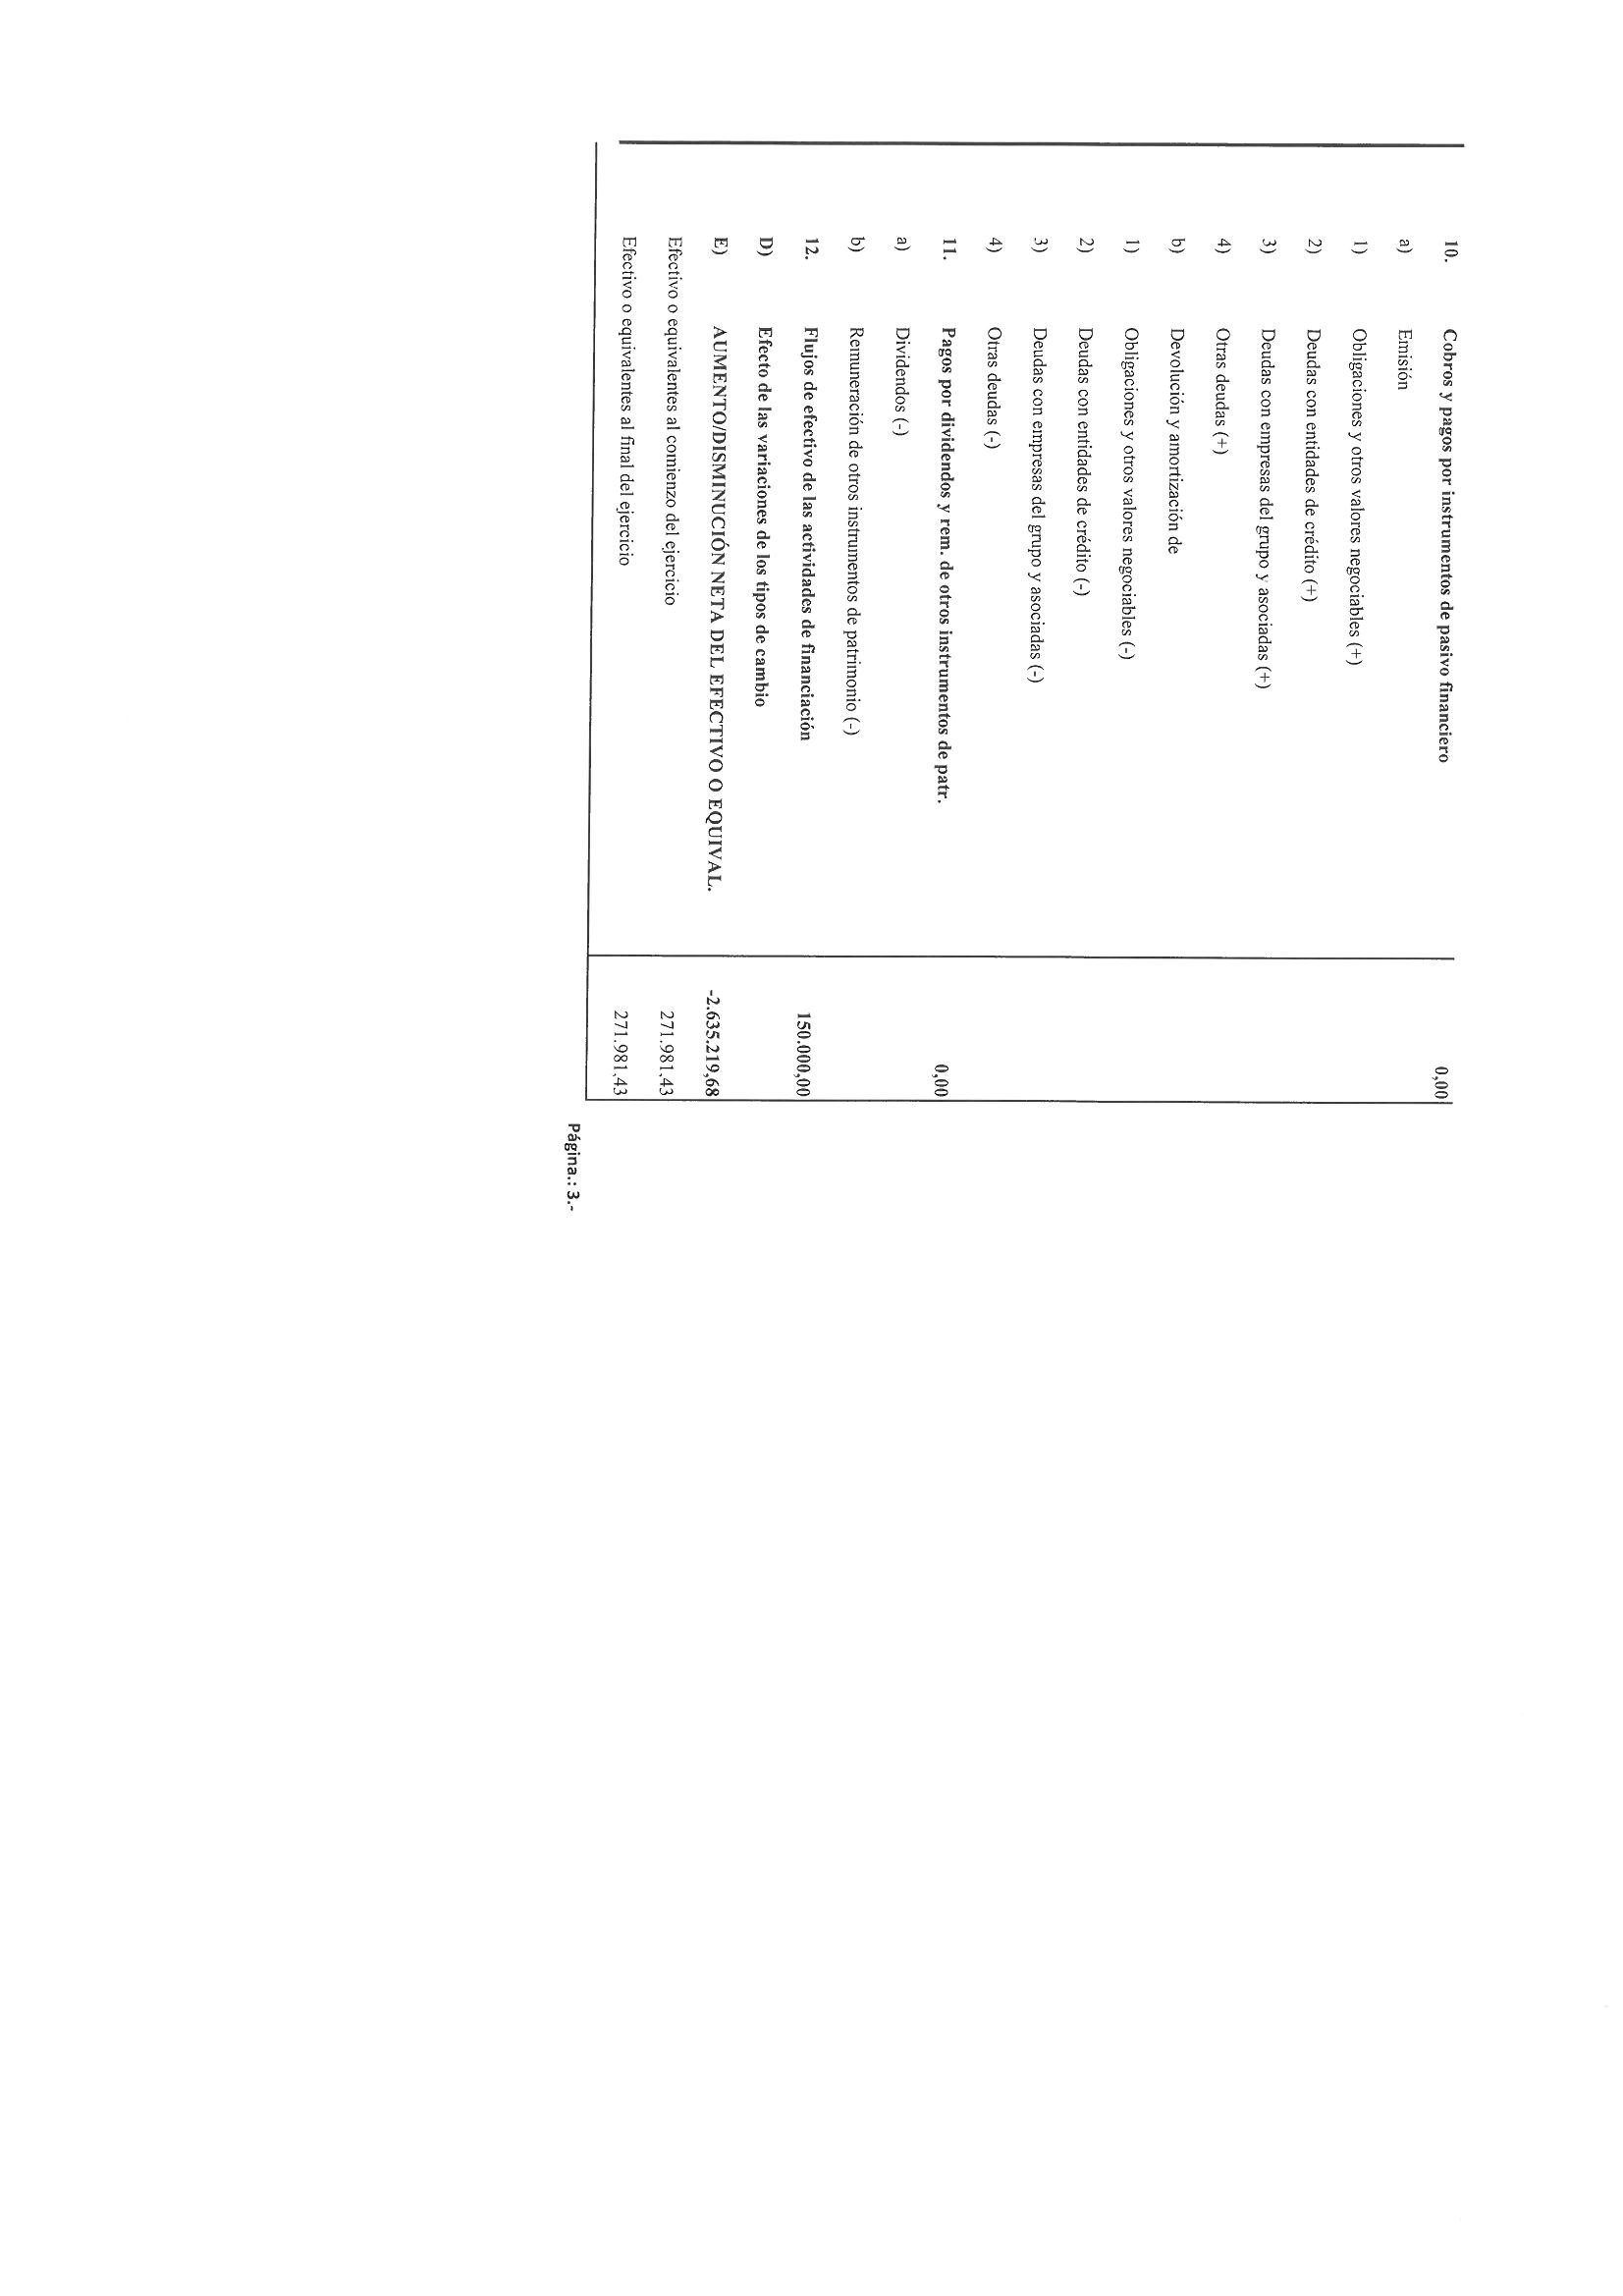 10. Cobros y pagos por instrumentos de pasivo financiero 0,00
a) Emisión
1) Obligaciones y otros valores negociables (+)
2) Deudas con entidades de crédito (+)
3) Deudas con empresas del grupo y asociadas (+)
4) Otras deudas (+)
b) Devolución y amortización de
1) Obligaciones y otros valores negociables (-)
2) Deudas con entidades de crédito (-)
3) Deudas con empresas del grupo y asociadas (-)
4) Otras deudas (-)
11. Pagos por dividendos y rem. de otros instrumentos de patr. 0,00
a) Dividendos (-)
b) Remuneración de otros instrumentos de patrimonio (-)
12. Flujos de efectivo de las actividades de financiación 150.000,00
D) Efecto de las variaciones de los tipos de cambio
E) AUMENTO/DISMINUCIÓN NETA DEL EFECTIVO O EQUIVAL. -2.635.219,68
Efectivo o equivalentes al comienzo del ejercicio 271.981,43
Efectivo o equivalentes al final del ejercicio 271.981,43
Página.: 3.-